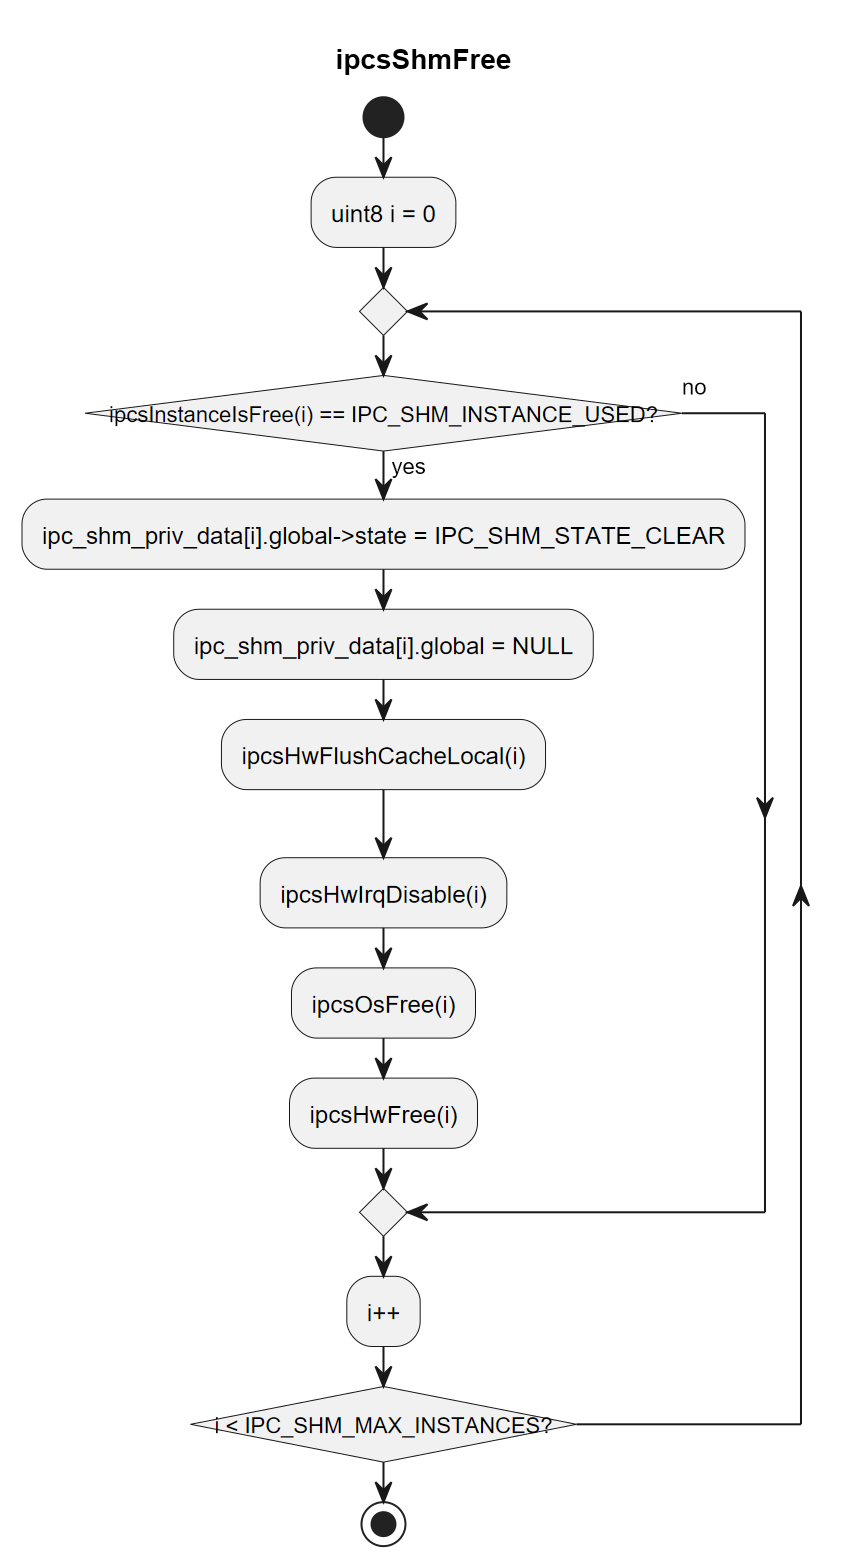 ipcsShmFree
uint8 i = 0
ipcsInstanceIsFree(i) == IPC_SHM_INSTANCE_USED?
no
yes
ipc_shm_priv_data[i].global->state = IPC_SHM_STATE_CLEAR
ipc_shm_priv_data[i].global = NULL
ipcsHwFlushCacheLocal(i)
ipcsHwIrqDisable(i)
ipcsOsFree(i)
ipcsHwFree(i)
i++
i < IPC_SHM_MAX_INSTANCES?